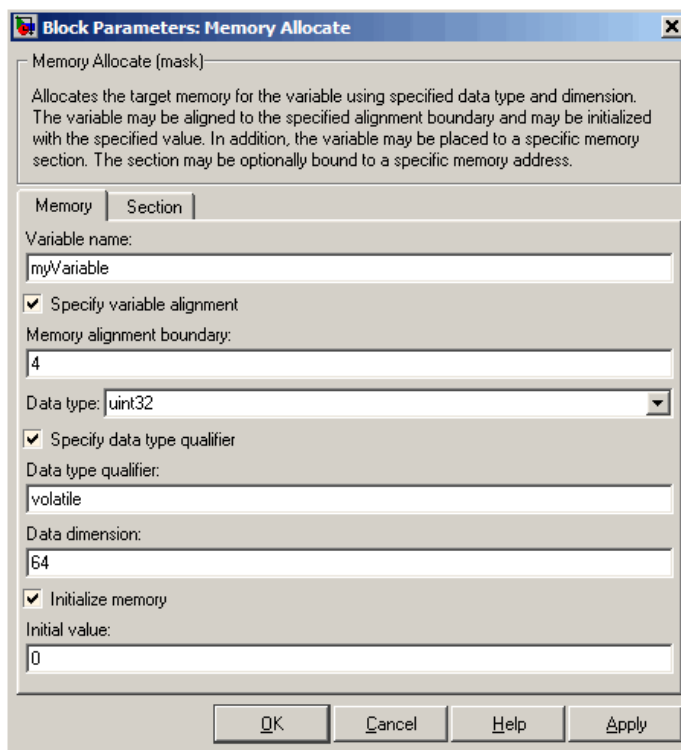 Block Parameters: Memory Allocate
Memory Allocate (mask)
Allocates the target memory for the variable using specified data type and dimension.
The variable may be aligned to the specified alignment boundary and may be initialized
with the specified value. In addition, the variable may be placed to a specific memory
section. The section may be optionally bound to a specific memory address.
Memory Section
Variable name:
myVariable
Specify variable alignment
Memory alignment boundary:
4
Data type: uint32
Specify data type qualifier
Data type qualifier:
volatile
Data dimension:
64
Initialize memory
Initial value:
0
OK Cancel Help Apply